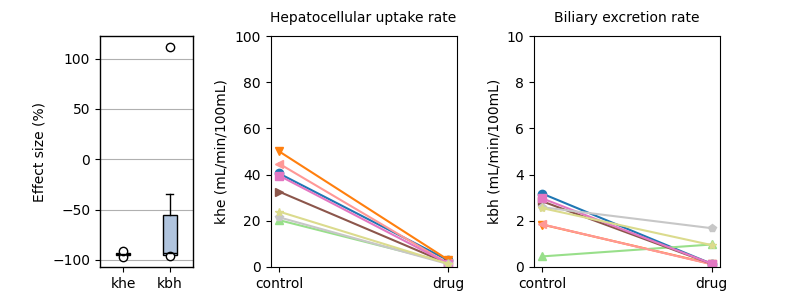 Effect size (%)
100
50
0
−50
−100
khe
kbh
Hepatocellular uptake rate
khe (mL/min/100mL)
100
80
60
40
20
0
control
drug
Biliary excretion rate
kbh (mL/min/100mL)
10
8
6
4
2
0
control
drug